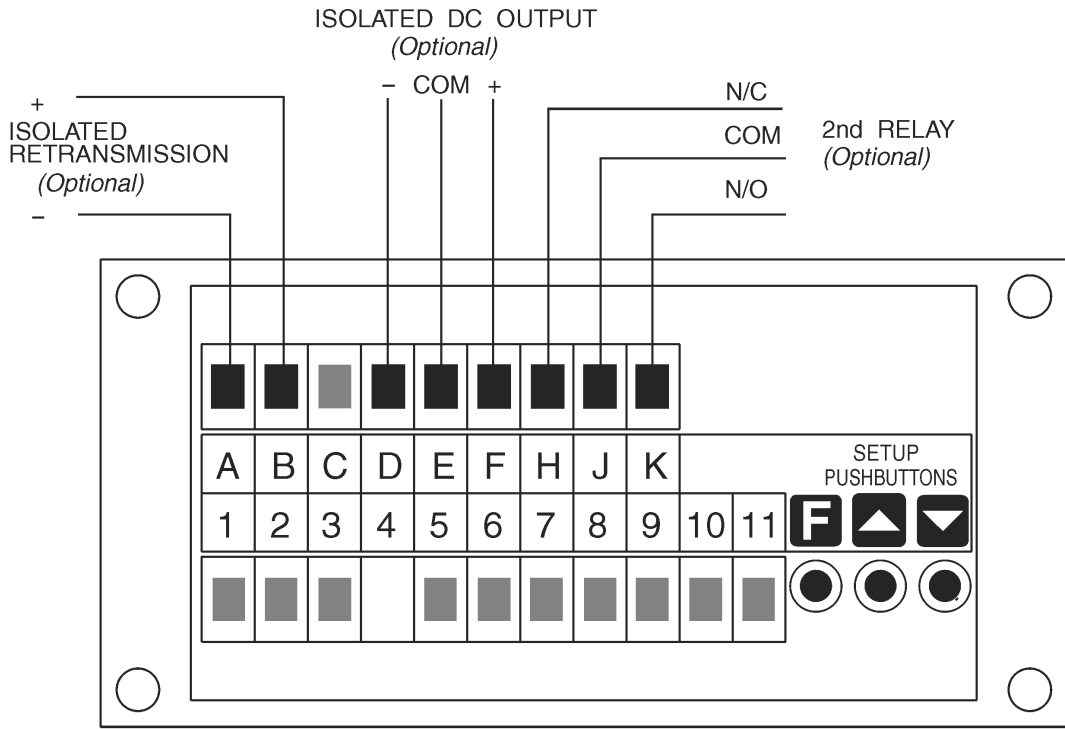 ISOLATED DC OUTPUT
(Optional)
– COM +
+
ISOLATED
RETRANSMISSION
(Optional)
–
N/C
COM
N/O
2nd RELAY
(Optional)
A B C D E F H J K
SETUP
PUSHBUTTONS
1 2 3 4 5 6 7 8 9 10 11
F